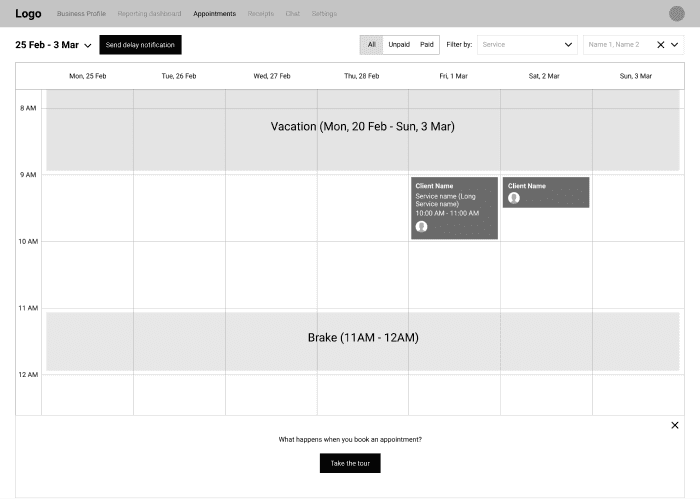 Logo Business Profile Reporting dashboard Appointments Receipts Chat Settings
25 Feb - 3 Mar Send delay notification All Unpaid Paid Filter by: Service Name 1, Name 2
Mon, 25 Feb Tue, 26 Feb Wed, 27 Feb Thu, 28 Feb Fri, 1 Mar Sat, 2 Mar Sun, 3 Mar
8 AM
Vacation (Mon, 20 Feb - Sun, 3 Mar)
9 AM
Client Name
Service name (Long
Service name)
10:00 AM - 11:00 AM
Client Name
10 AM
11 AM
Brake (11AM - 12AM)
12 AM
What happens when you book an appointment?
Take the tour